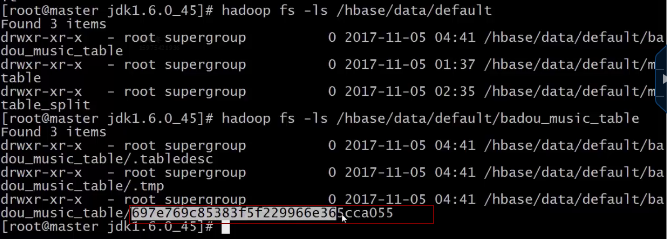 [root@master jdk1.6.0_45]# hadoop fs -ls /hbase/data/default
Found 3 items
drwxr-xr-x   - root supergroup          0 2017-11-05 04:41 /hbase/data/default/ba
dou_music_table
drwxr-xr-x   - root supergroup          0 2017-11-05 01:37 /hbase/data/default/m
table
drwxr-xr-x   - root supergroup          0 2017-11-05 02:35 /hbase/data/default/m
table_split
[root@master jdk1.6.0_45]# hadoop fs -ls /hbase/data/default/badou_music_table
Found 3 items
drwxr-xr-x   - root supergroup          0 2017-11-05 04:41 /hbase/data/default/ba
dou_music_table/.tabledesc
drwxr-xr-x   - root supergroup          0 2017-11-05 04:41 /hbase/data/default/ba
dou_music_table/.tmp
drwxr-xr-x   - root supergroup          0 2017-11-05 04:41 /hbase/data/default/ba
dou_music_table/697e769c85383f5f229966e365cca055
[root@master jdk1.6.0_45]#